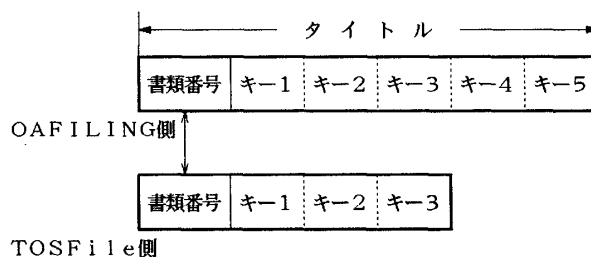 タイトル
書類番号 キー1 キー2 キー3 キー4 キー5
OAFILING側
書類番号 キー1 キー2 キー3
TOSFile側